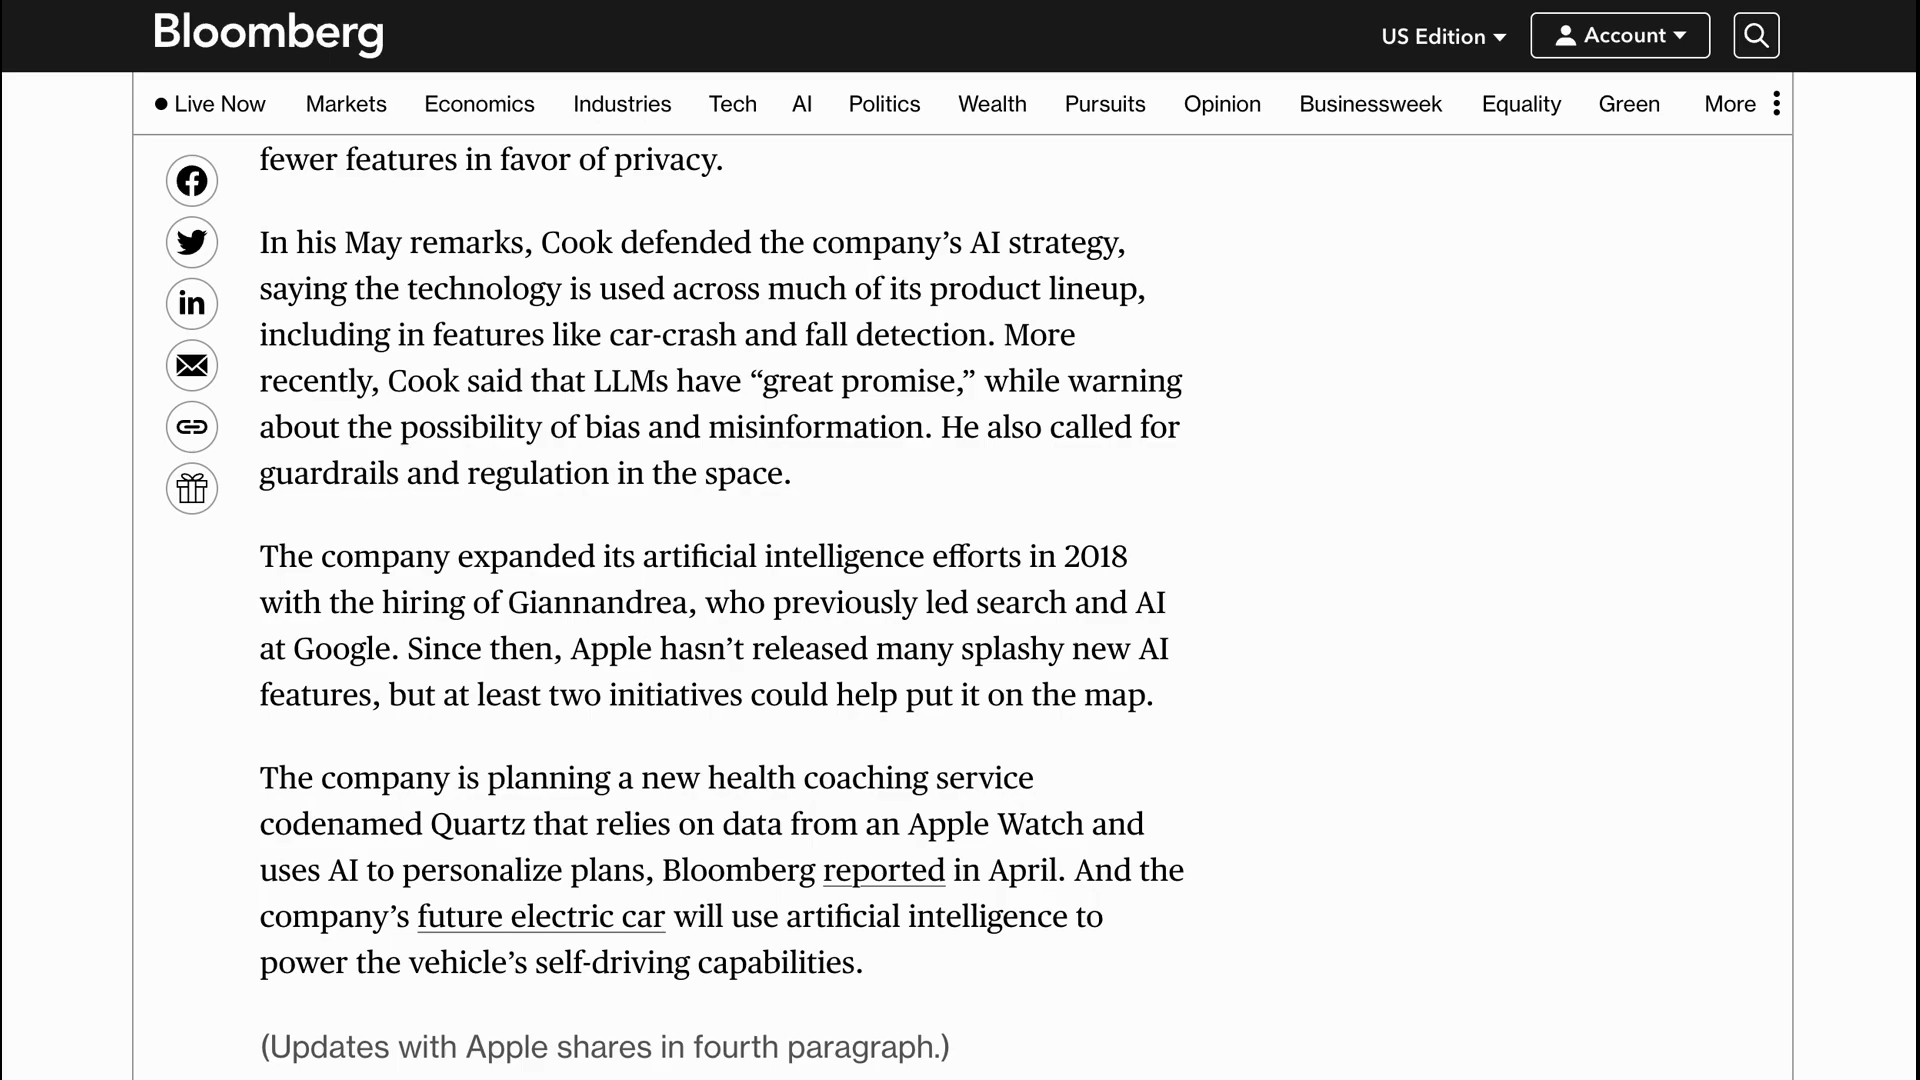 Bloomberg
US Edition
Account
Live Now
Markets
Economics
Industries
Tech
AI
Politics
Wealth
Pursuits
Opinion
Businessweek
Equality
Green
More
fewer features in favor of privacy.
In his May remarks, Cook defended the company’s AI strategy,
saying the technology is used across much of its product lineup,
including in features like car-crash and fall detection. More
recently, Cook said that LLMs have “great promise,” while warning
about the possibility of bias and misinformation. He also called for
guardrails and regulation in the space.
The company expanded its artificial intelligence efforts in 2018
with the hiring of Giannandrea, who previously led search and AI
at Google. Since then, Apple hasn’t released many splashy new AI
features, but at least two initiatives could help put it on the map.
The company is planning a new health coaching service
codenamed Quartz that relies on data from an Apple Watch and
uses AI to personalize plans, Bloomberg reported in April. And the
company’s future electric car will use artificial intelligence to
power the vehicle’s self-driving capabilities.
(Updates with Apple shares in fourth paragraph.)